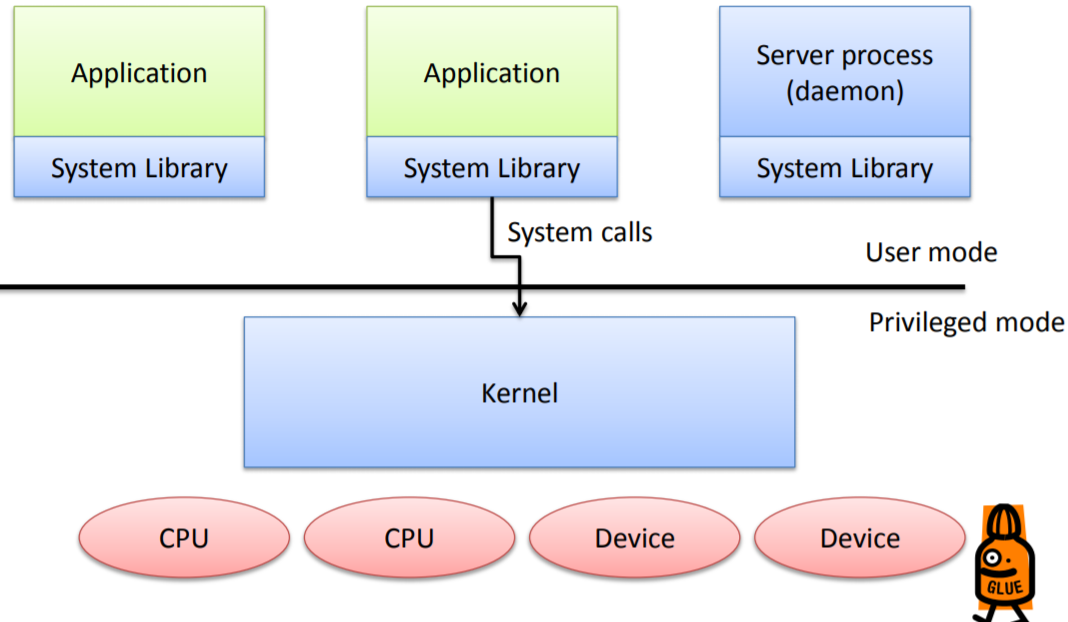 Application
Application
Server process
(daemon)
System Library
System Library
System Library
System calls
User mode
Privileged mode
Kernel
CPU
CPU
Device
Device
GLUE